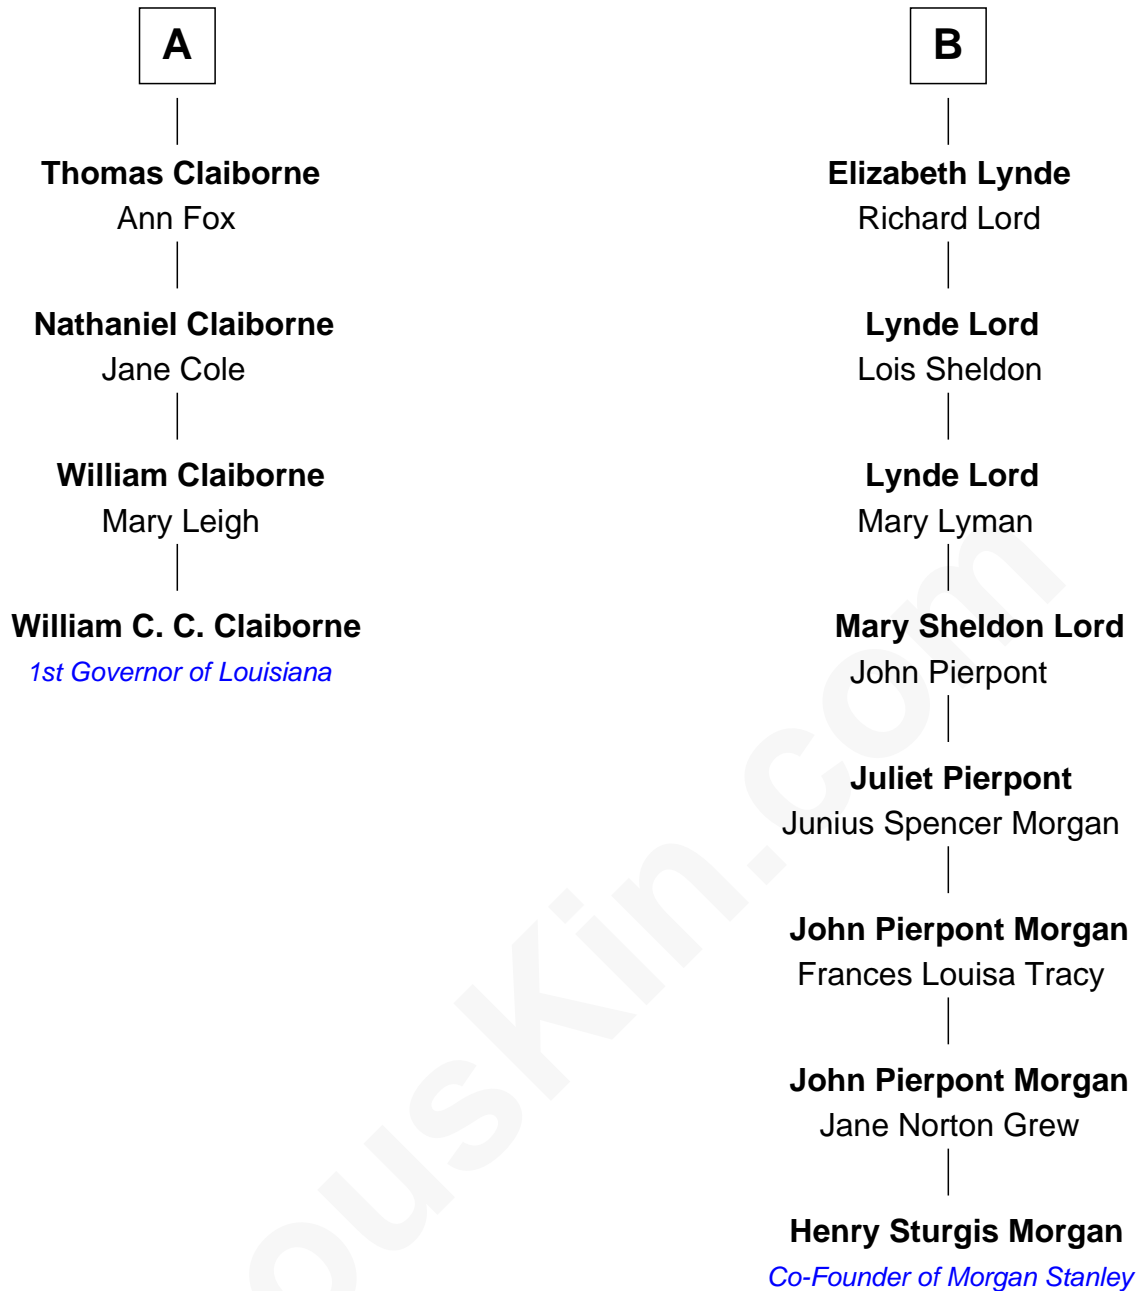 A
Thomas Claiborne
Ann Fox
Nathaniel Claiborne
Jane Cole
William Claiborne
Mary Leigh
William C. C. Claiborne
1st Governor of Louisiana
B
Elizabeth Lynde
Richard Lord
Lynde Lord
Lois Sheldon
Lynde Lord
Mary Lyman
Mary Sheldon Lord
John Pierpont
Juliet Pierpont
Junius Spencer Morgan
John Pierpont Morgan
Frances Louisa Tracy
John Pierpont Morgan
Jane Norton Grew
Henry Sturgis Morgan
Co-Founder of Morgan Stanley
ousKin.com